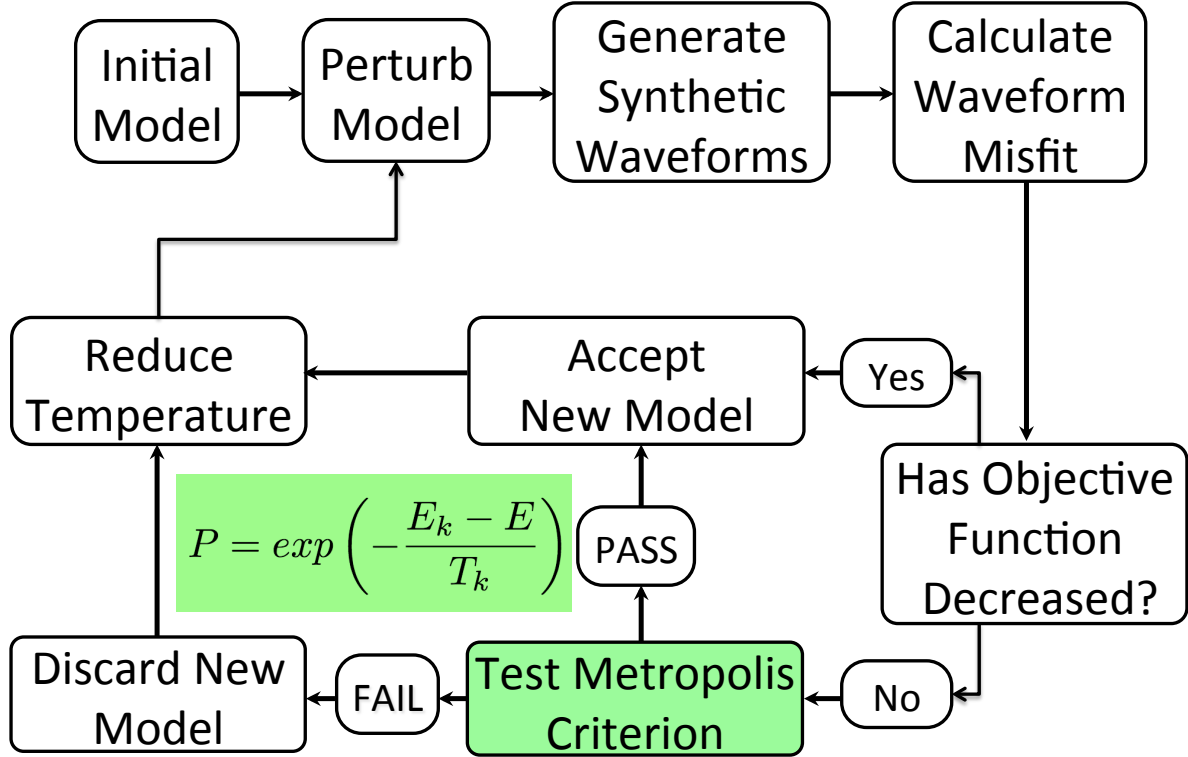 Initial
Model
Perturb
Model
Generate
Synthetic
Waveforms
Calculate
Waveform
Misfit
Reduce
Temperature
Accept
New Model
Yes
Has Objective
Function
Decreased?
P = exp ( − (E_k − E) / T_k )
PASS
Discard New
Model
FAIL
Test Metropolis
Criterion
No